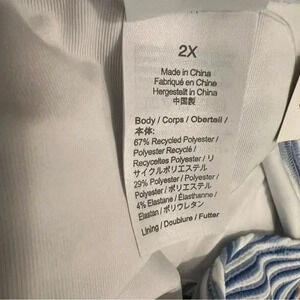 2X
Made in China
Fabriqué en Chine
Hergestellt in China
中国製
Body / Corps / Oberteil /
本体:
67% Recycled Polyester /
Polyester Recyclé /
Recyceltes Polyester / リ
サイクルポリエステル
29% Polyester / Polyester /
Polyester / ポリエステル
4% Elastane / Élasthanne /
Elastan / ポリウレタン
Lining / Doublure / Futter